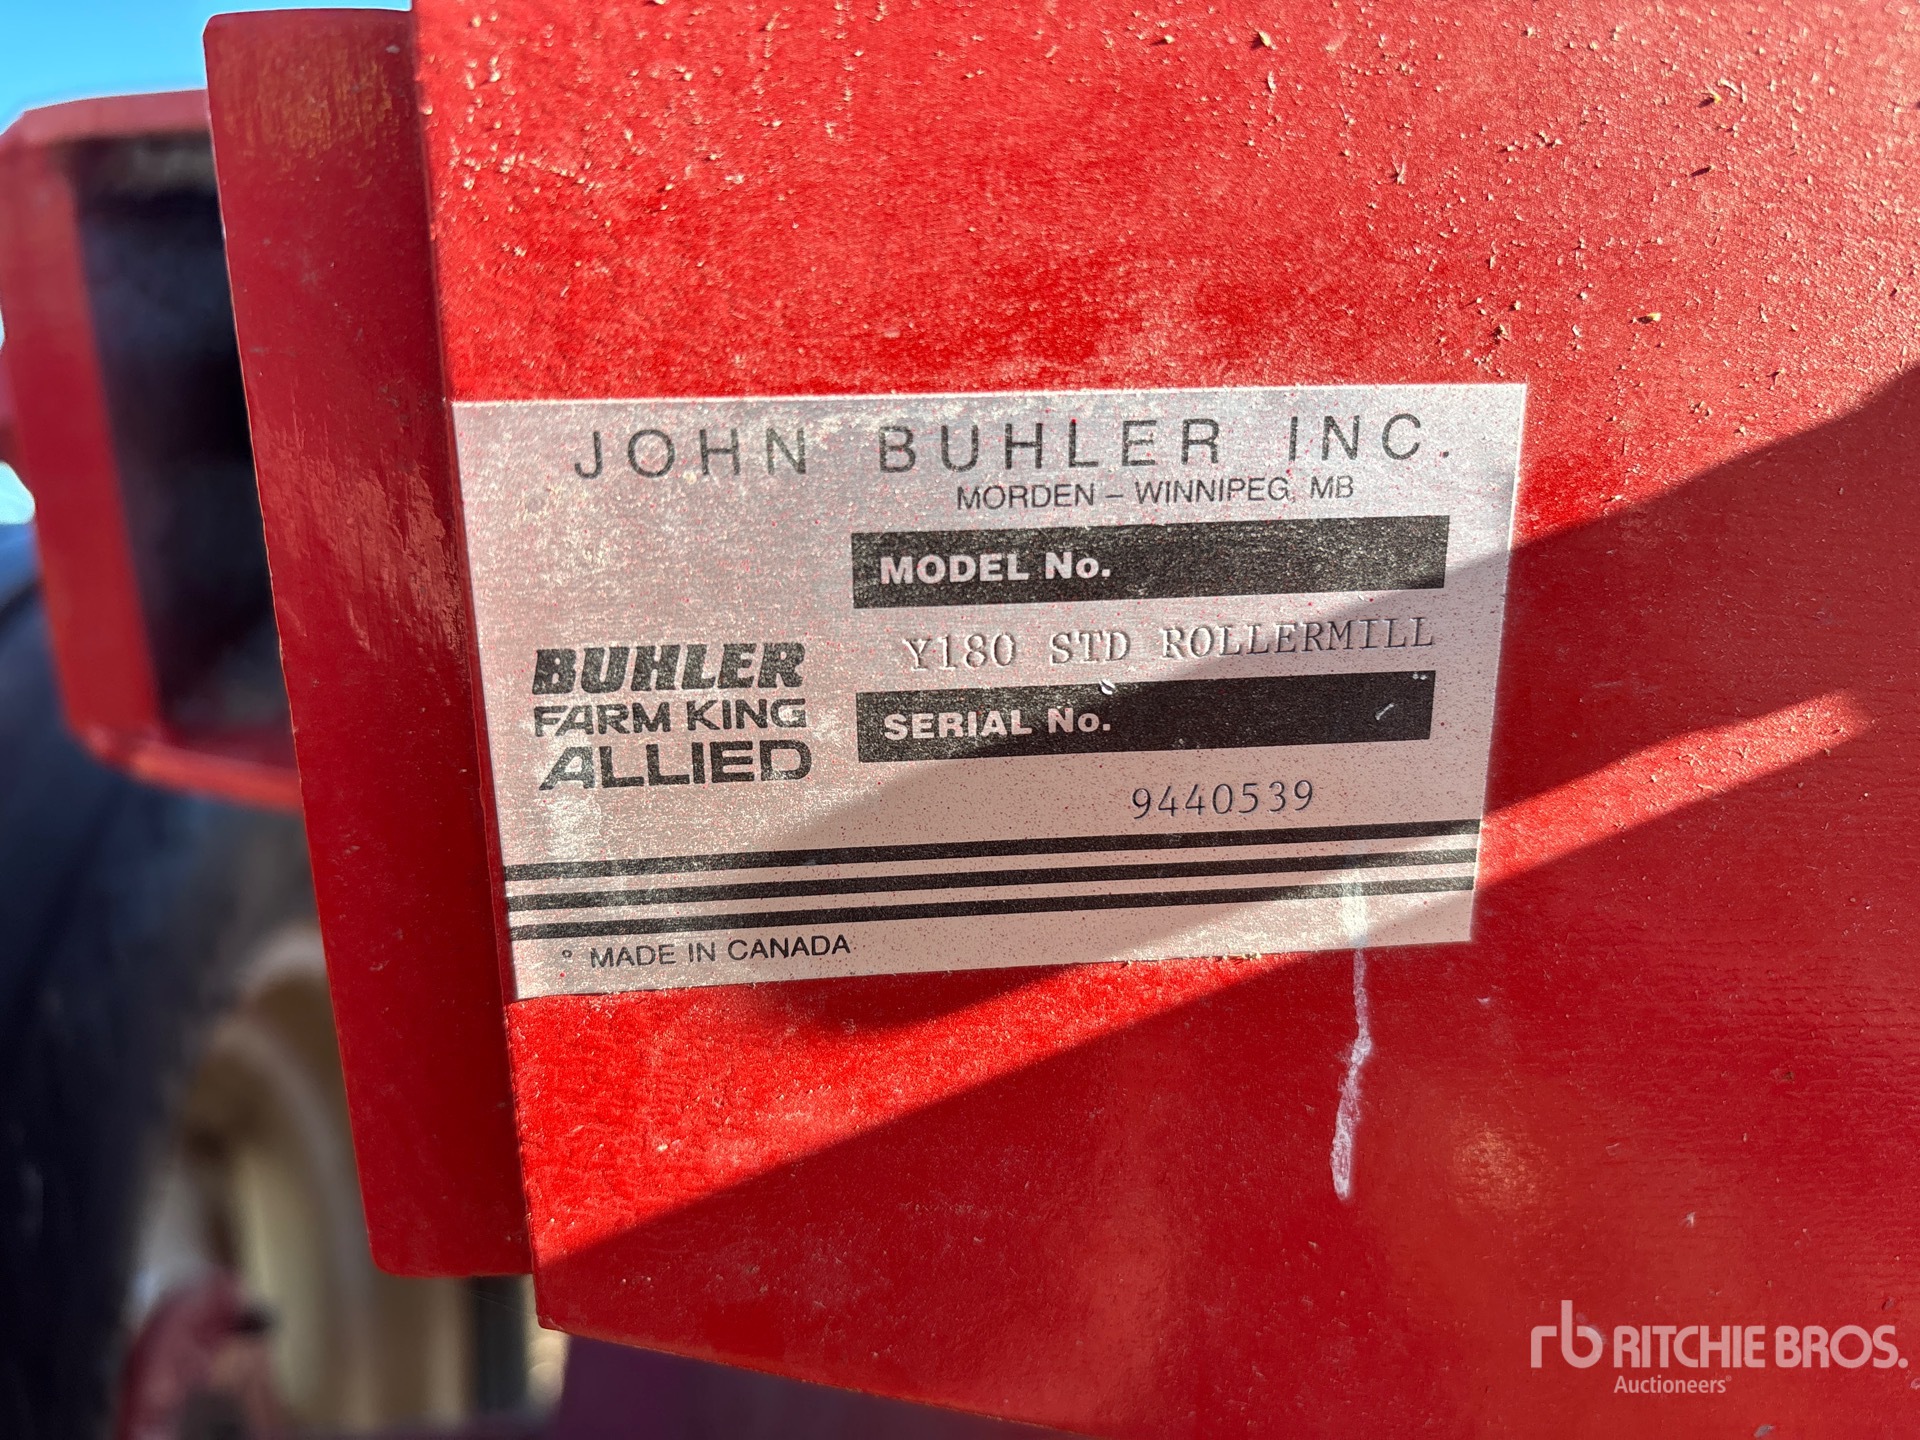 JOHN BUHLER INC.
MORDEN – WINNIPEG, MB
MODEL No.
Y180 STD ROLLERMILL
BUHLER
FARM KING
ALLIED
SERIAL No.
9440539
° MADE IN CANADA
rb RITCHIE BROS.
Auctioneers®